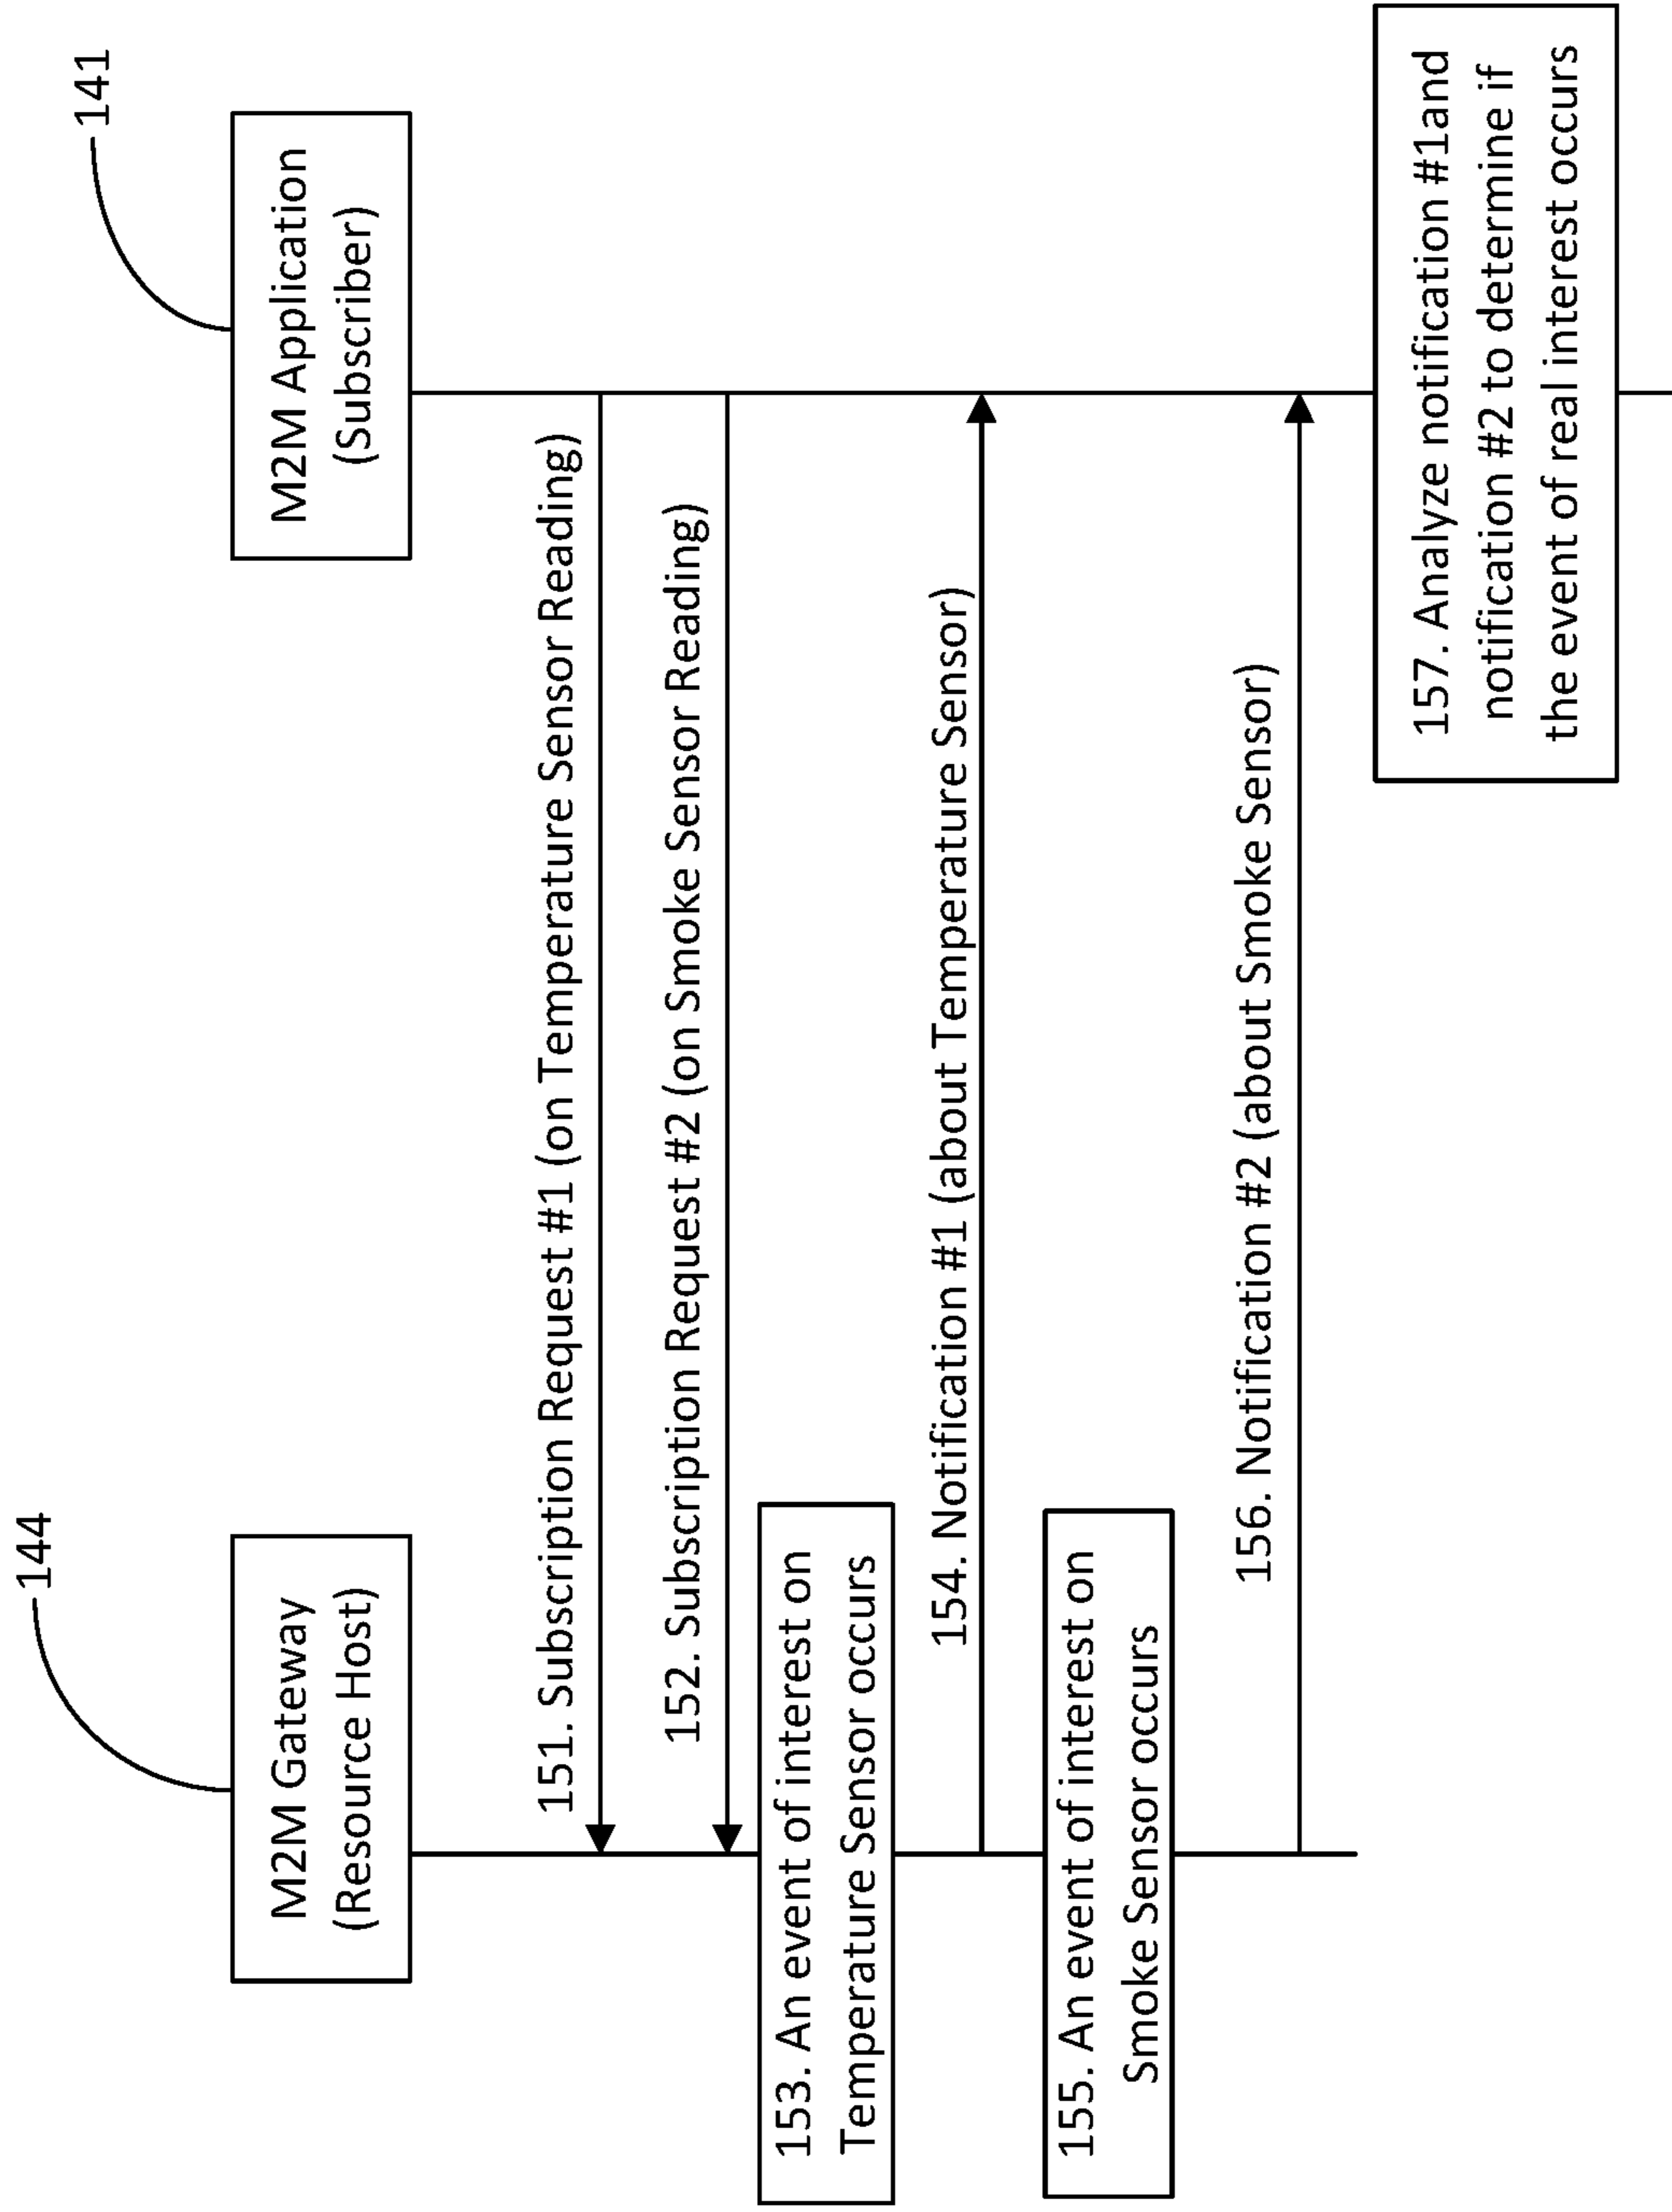 144
141
M2M Gateway
(Resource Host)
M2M Application
(Subscriber)
151. Subscription Request #1 (on Temperature Sensor Reading)
152. Subscription Request #2 (on Smoke Sensor Reading)
153. An event of interest on
Temperature Sensor occurs
154. Notification #1 (about Temperature Sensor)
155. An event of interest on
Smoke Sensor occurs
156. Notification #2 (about Smoke Sensor)
157. Analyze notification #1and
notification #2 to determine if
the event of real interest occurs